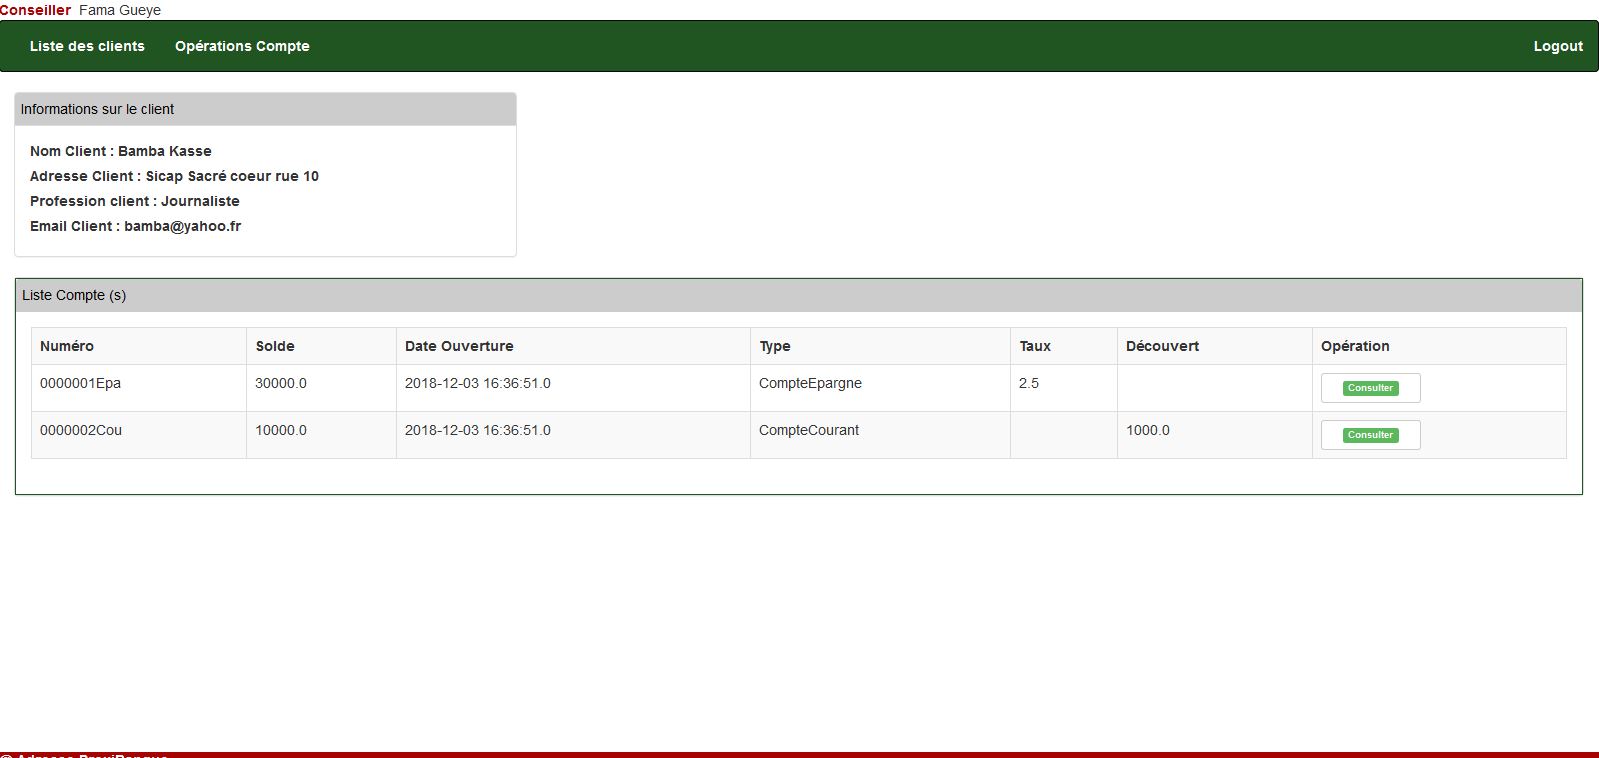 Conseiller Fama Gueye
Liste des clients Opérations Compte Logout
Informations sur le client
Nom Client : Bamba Kasse
Adresse Client : Sicap Sacré coeur rue 10
Profession client : Journaliste
Email Client : bamba@yahoo.fr
Liste Compte (s)
Numéro Solde Date Ouverture Type Taux Découvert Opération
0000001Epa 30000.0 2018-12-03 16:36:51.0 CompteEpargne 2.5 Consulter
0000002Cou 10000.0 2018-12-03 16:36:51.0 CompteCourant 1000.0 Consulter
@ Adresse ProxiBanque